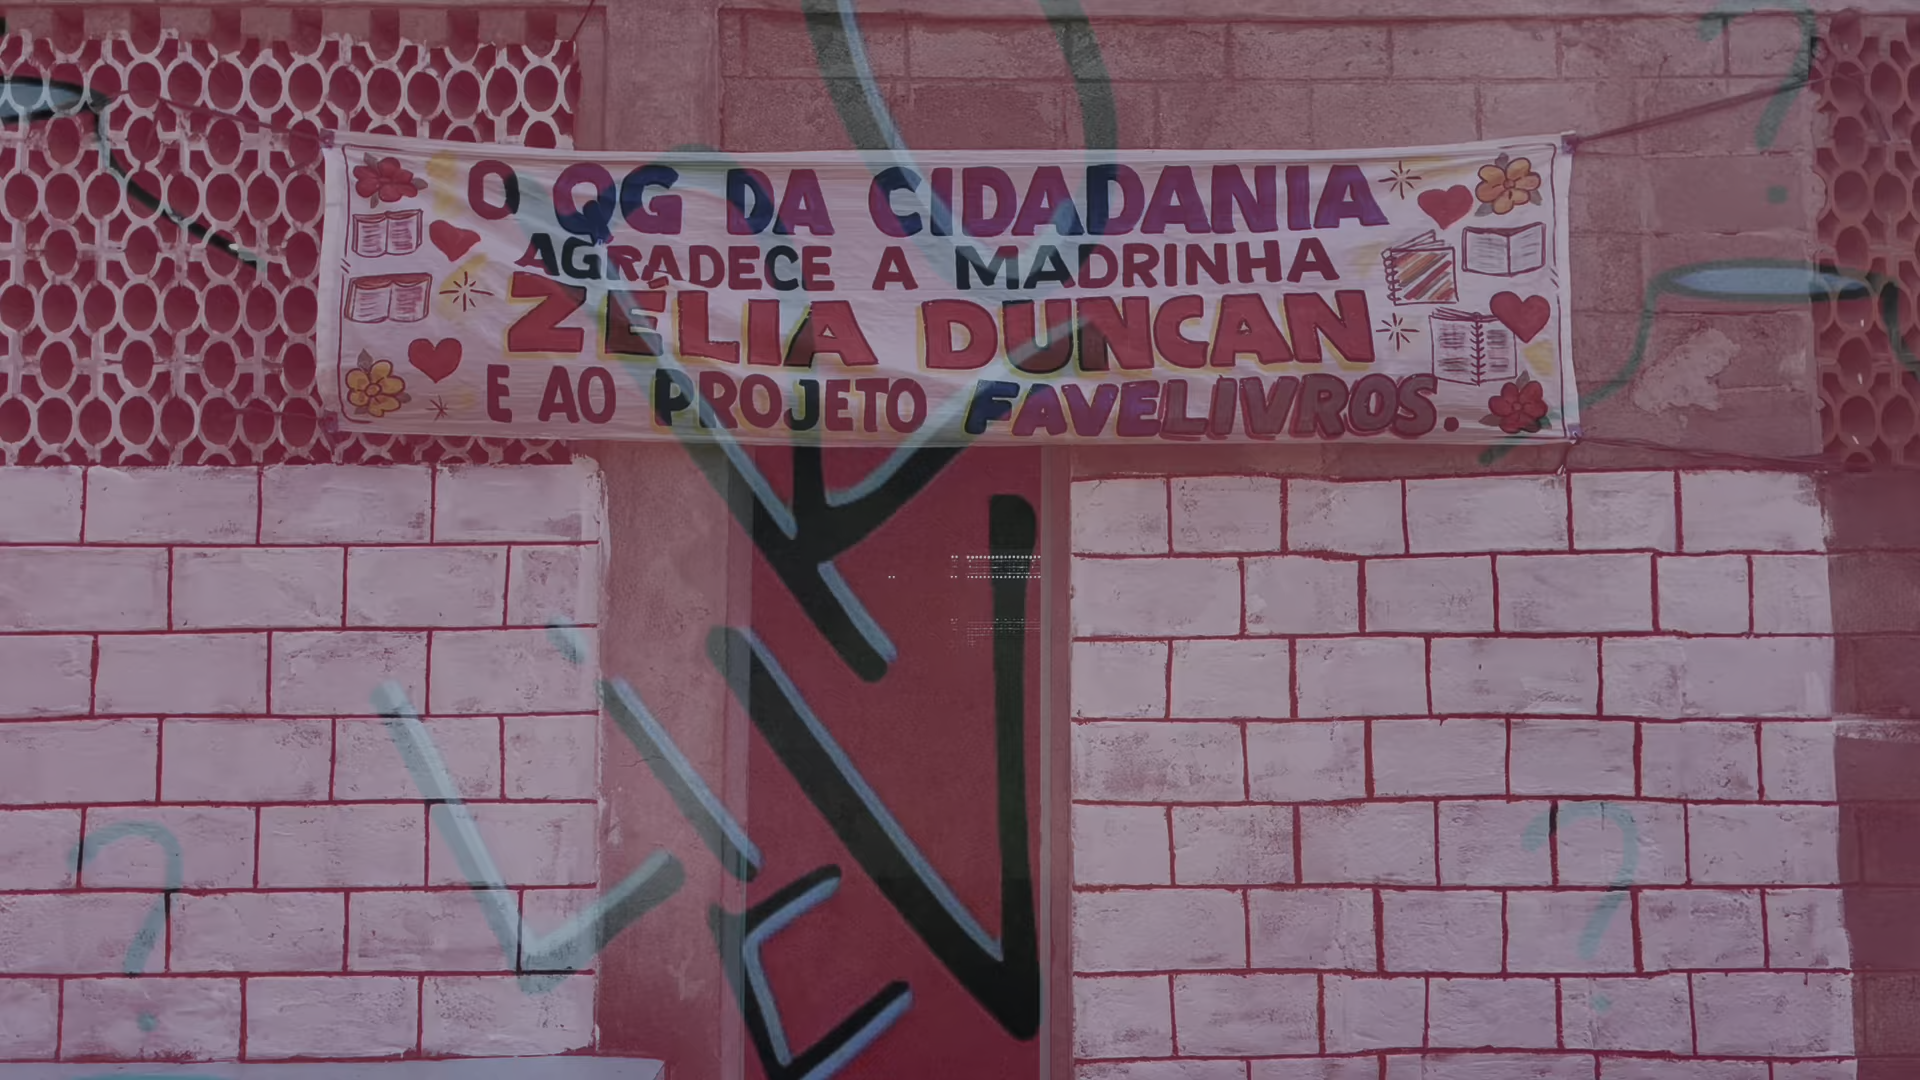 O QG DA CIDADANIA
AGRADECE A MADRINHA
ZÉLIA DUNCAN
E AO PROJETO FAVELIVROS.